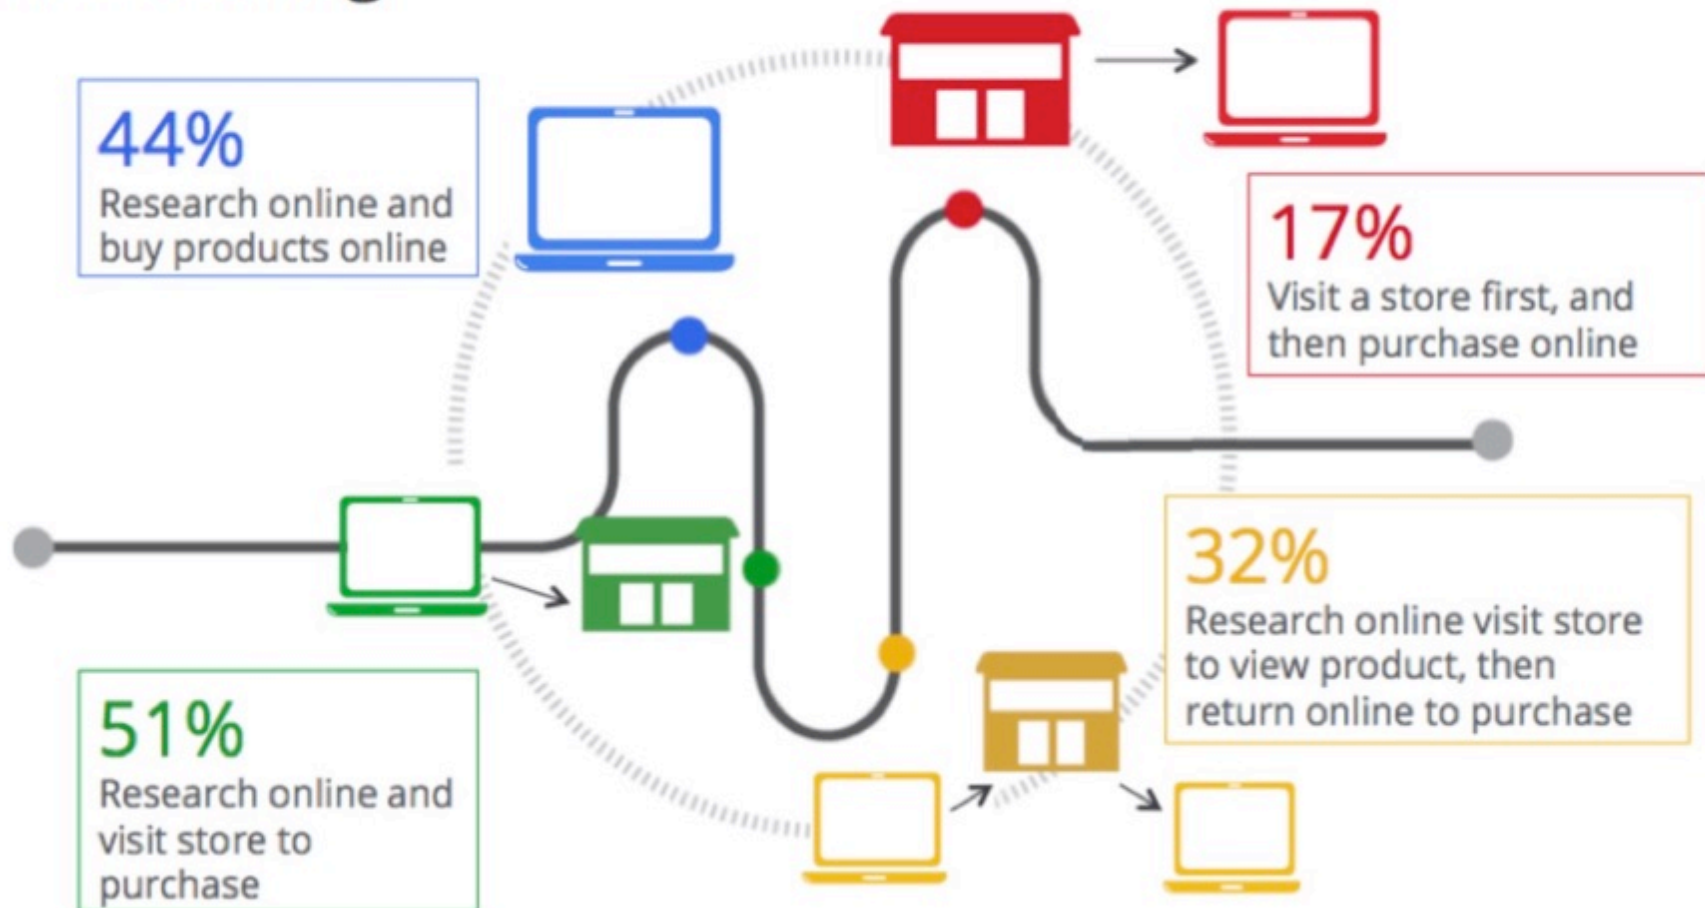 44%
Research online and
buy products online
17%
Visit a store first, and
then purchase online
51%
Research online and
visit store to
purchase
32%
Research online visit store
to view product, then
return online to purchase